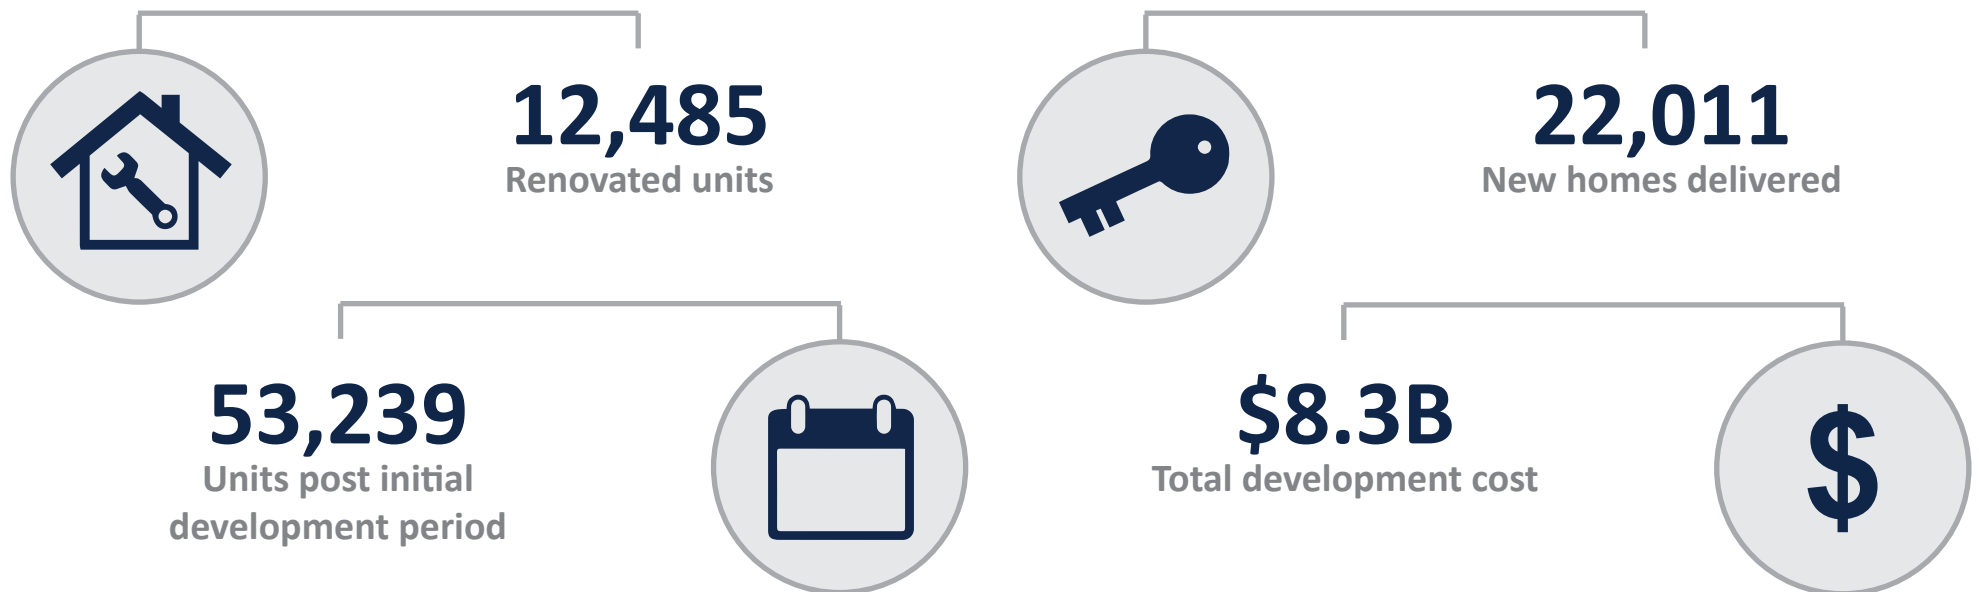 12,485
Renovated units
22,011
New homes delivered
53,239
Units post initial
development period
$8.3B
Total development cost
$